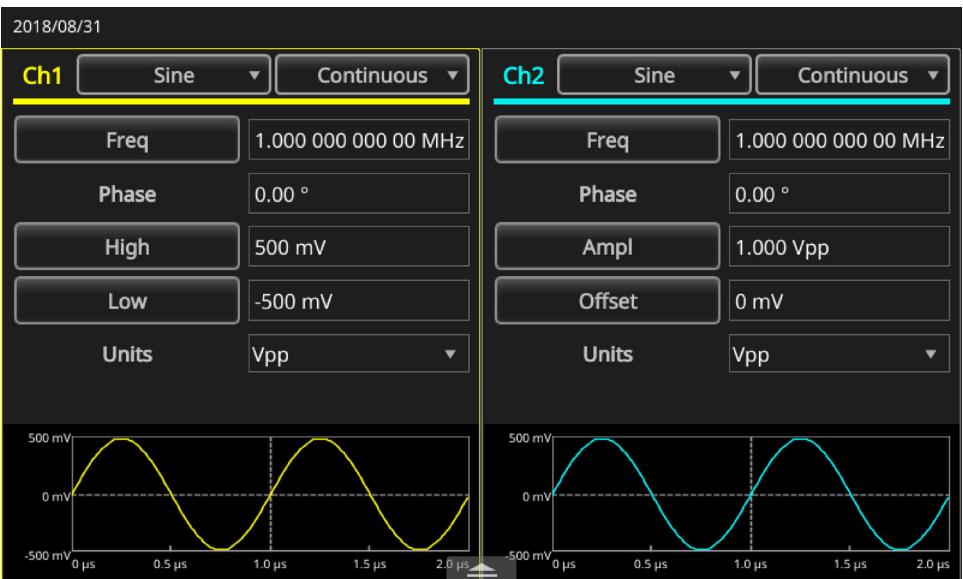 2018/08/31
Ch1 Sine Continuous
Freq 1.000 000 000 00 MHz
Phase 0.00 °
High 500 mV
Low -500 mV
Units Vpp
500 mV
0 mV
-500 mV
0 µs 0.5 µs 1.0 µs 1.5 µs 2.0 µs
Ch2 Sine Continuous
Freq 1.000 000 000 00 MHz
Phase 0.00 °
Ampl 1.000 Vpp
Offset 0 mV
Units Vpp
500 mV
0 mV
-500 mV
0 µs 0.5 µs 1.0 µs 1.5 µs 2.0 µs